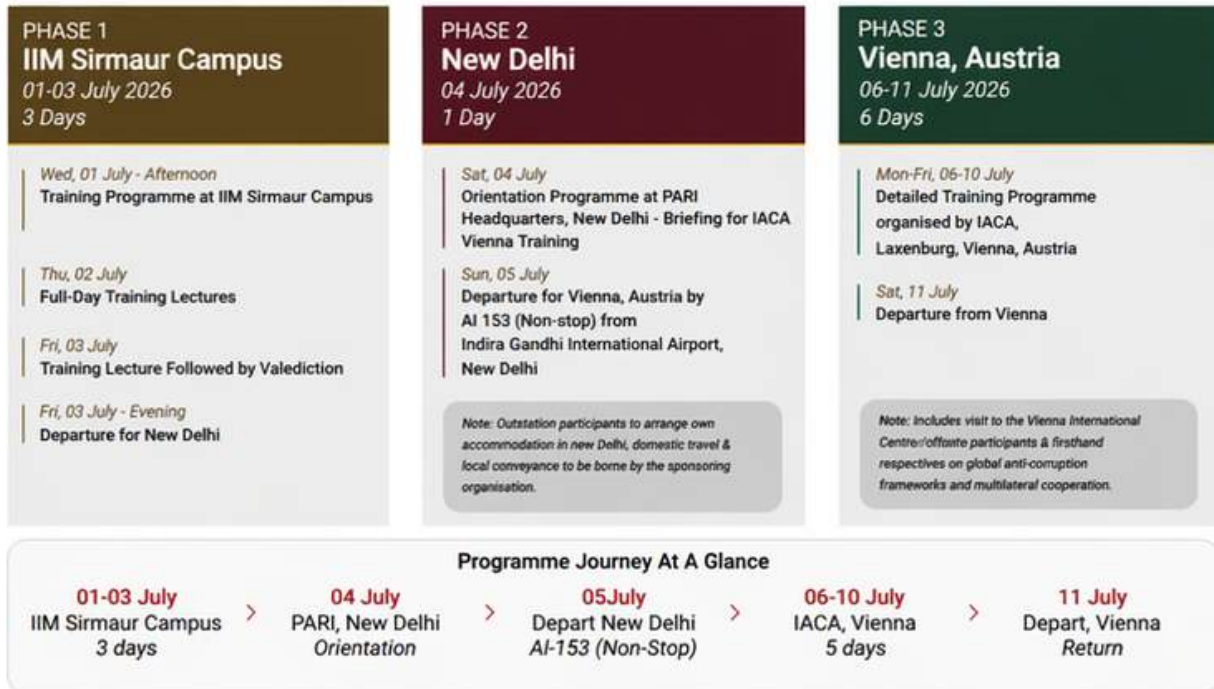 PHASE 1
IIM Sirmaur Campus
01-03 July 2026
3 Days
Wed, 01 July - Afternoon
Training Programme at IIM Sirmaur Campus
Thu, 02 July
Full-Day Training Lectures
Fri, 03 July
Training Lecture Followed by Valediction
Fri, 03 July - Evening
Departure for New Delhi
PHASE 2
New Delhi
04 July 2026
1 Day
Sat, 04 July
Orientation Programme at PARI
Headquarters, New Delhi - Briefing for IACA
Vienna Training
Sun, 05 July
Departure for Vienna, Austria by
AI 153 (Non-stop) from
Indira Gandhi International Airport,
New Delhi
Note: Outstation participants to arrange own
accommodation in new Delhi, domestic travel &
local conveyance to be borne by the sponsoring
organisation.
PHASE 3
Vienna, Austria
06-11 July 2026
6 Days
Mon-Fri, 06-10 July
Detailed Training Programme
organised by IACA,
Laxenburg, Vienna, Austria
Sat, 11 July
Departure from Vienna
Note: Includes visit to the Vienna International
participants & firsthand
respectives on global anti-corruption
frameworks and multilateral cooperation.
Programme Journey At A Glance
01-03 July
IIM Sirmaur Campus
3 days
04 July
PARI, New Delhi
Orientation
05July
Depart New Delhi
AI-153 (Non-Stop)
06-10 July
IACA, Vienna
5 days
11 July
Depart, Vienna
Return